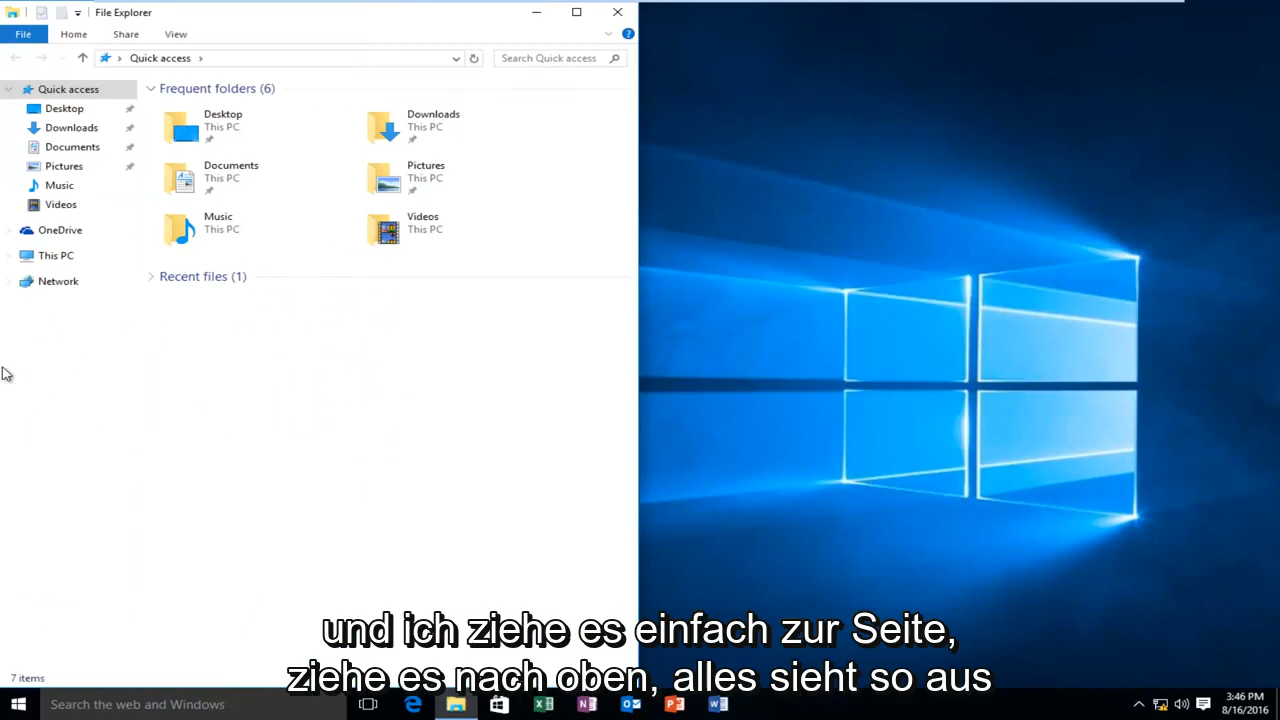 File Explorer
File Home Share View
Quick access
Search Quick access
Quick access
Desktop
Downloads
Documents
Pictures
Music
Videos
OneDrive
This PC
Network
Frequent folders (6)
Desktop
This PC
Downloads
This PC
Documents
This PC
Pictures
This PC
Music
This PC
Videos
This PC
Recent files (1)
und ich ziehe es einfach zur Seite,
ziehe es nach oben, alles sieht so aus
7 items
Search the web and Windows
3:46 PM
8/16/2016